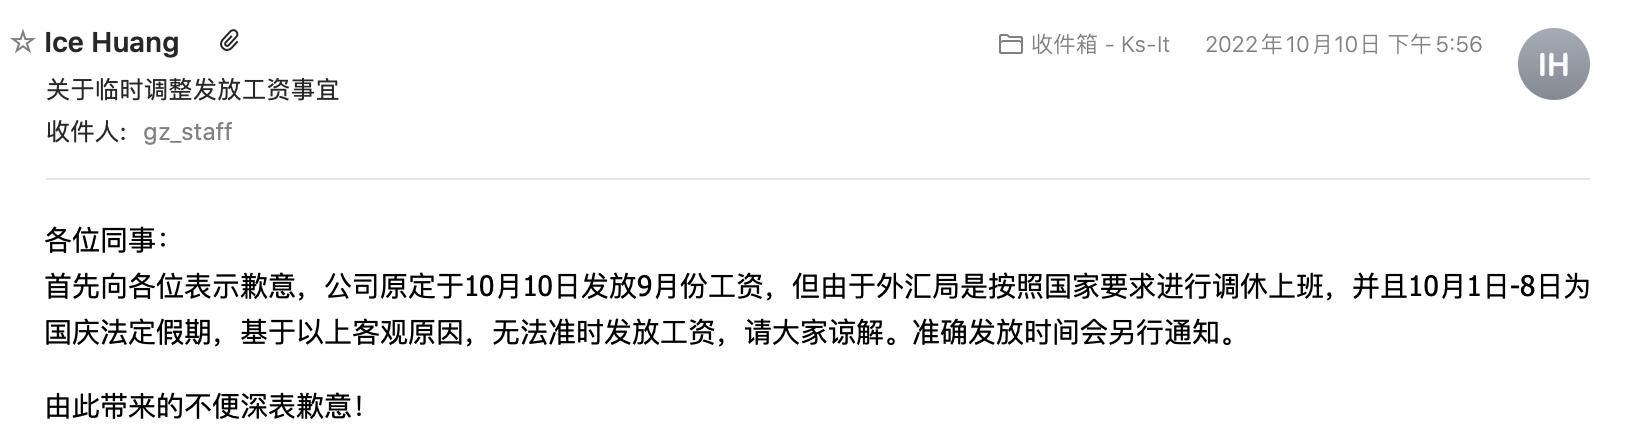 Ice Huang
收件箱 - Ks-It 2022年10月10日 下午5:56
IH
关于临时调整发放工资事宜
收件人: gz_staff
各位同事:
首先向各位表示歉意，公司原定于10月10日发放9月份工资，但由于外汇局是按照国家要求进行调休上班，并且10月1日-8日为
国庆法定假期，基于以上客观原因，无法准时发放工资，请大家谅解。准确发放时间会另行通知。
由此带来的不便深表歉意！